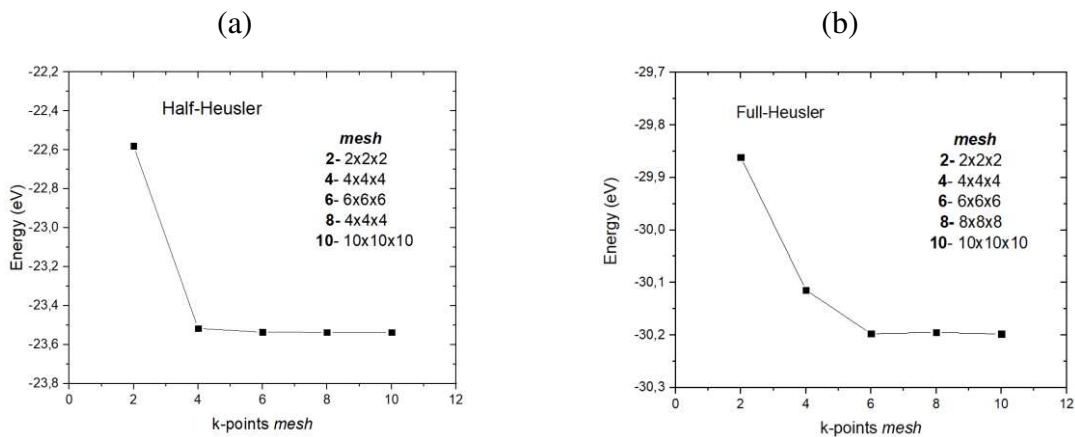 (a)
-22,2
-22,4
-22,6
-22,8
-23,0
-23,2
-23,4
-23,6
-23,8
Energy (eV)
Half-Heusler
mesh
2- 2x2x2
4- 4x4x4
6- 6x6x6
8- 4x4x4
10- 10x10x10
0 2 4 6 8 10 12
k-points mesh
(b)
-29,7
-29,8
-29,9
-30,0
-30,1
-30,2
-30,3
Energy (eV)
Full-Heusler
mesh
2- 2x2x2
4- 4x4x4
6- 6x6x6
8- 8x8x8
10- 10x10x10
0 2 4 6 8 10 12
k-points mesh